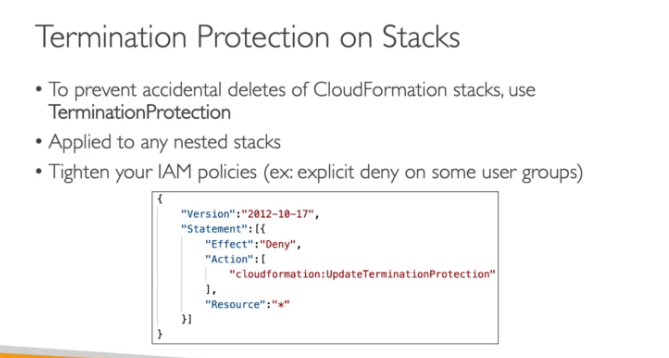 Termination Protection on Stacks
• To prevent accidental deletes of CloudFormation stacks, use
TerminationProtection
• Applied to any nested stacks
• Tighten your IAM policies (ex: explicit deny on some user groups)
{
"Version":"2012-10-17",
"Statement":[{
"Effect":"Deny",
"Action":[
"cloudformation:UpdateTerminationProtection"
],
"Resource":"*"
}]
}